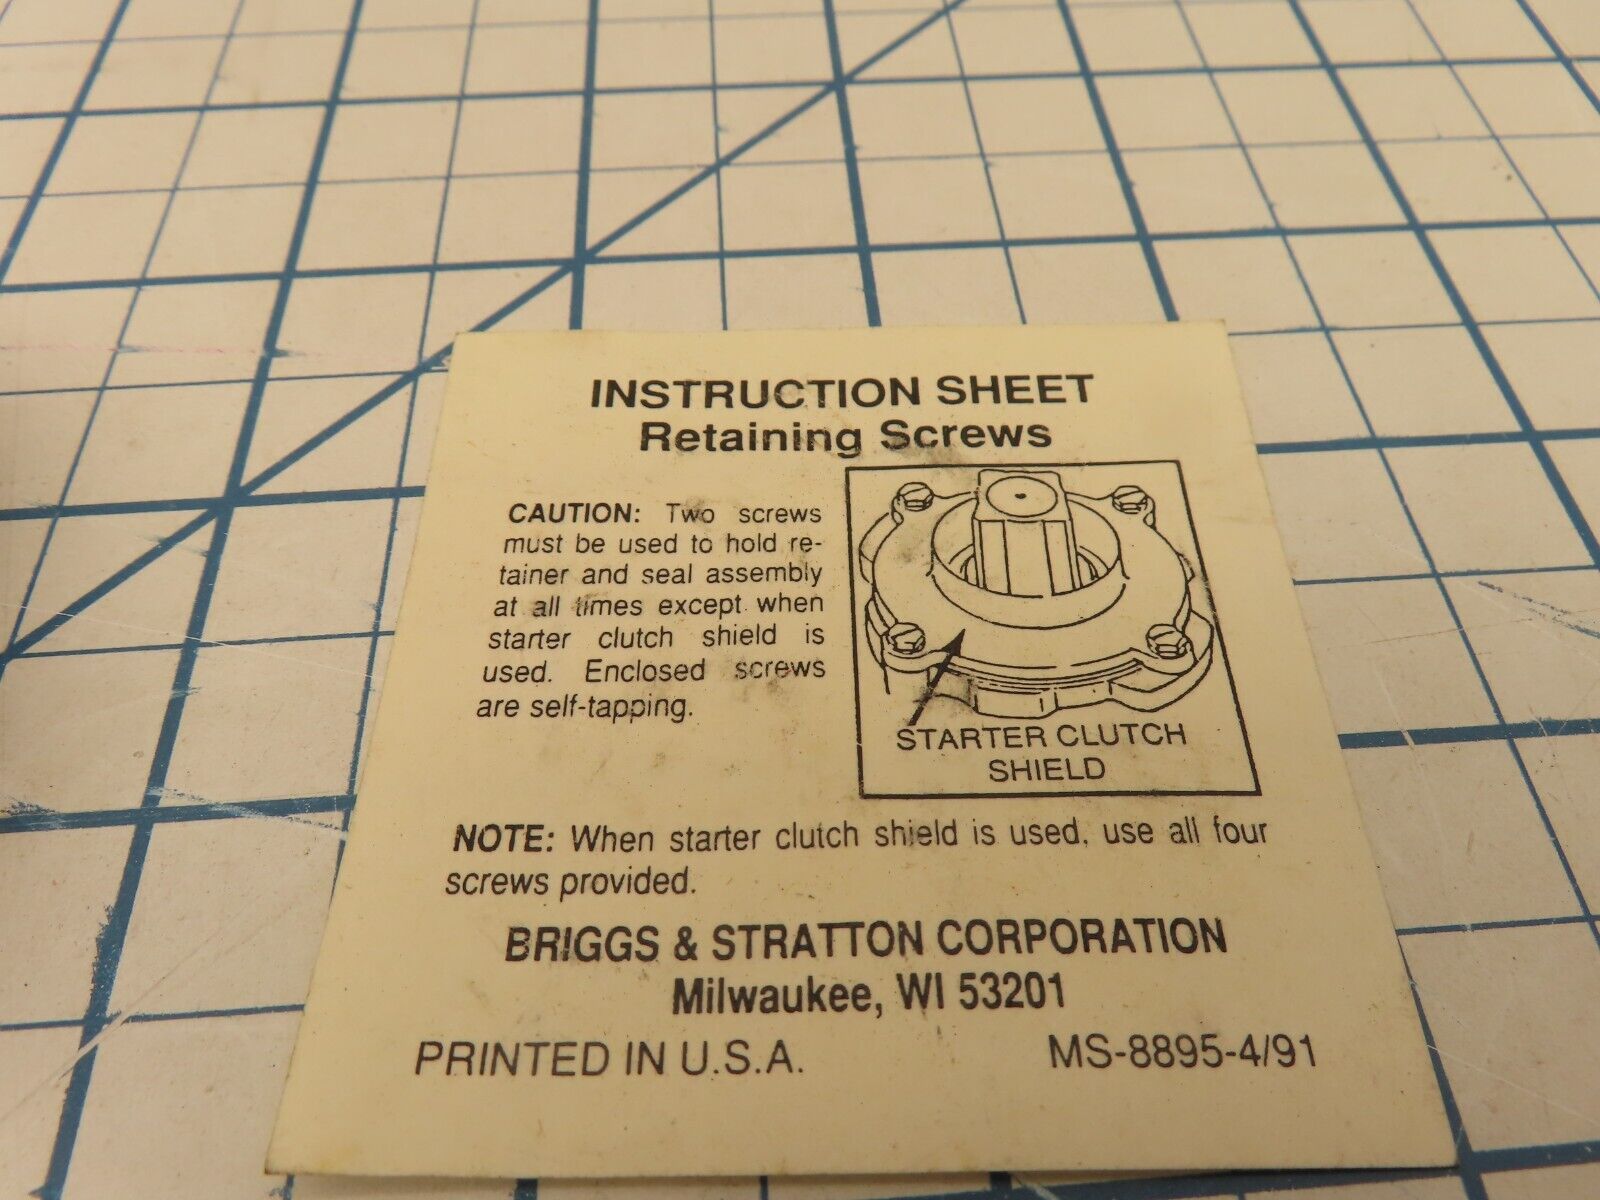 INSTRUCTION SHEET
Retaining Screws
CAUTION: Two screws
must be used to hold re-
tainer and seal assembly
at all times except when
starter clutch shield is
used. Enclosed screws
are self-tapping.
STARTER CLUTCH
SHIELD
NOTE: When starter clutch shield is used, use all four
screws provided.
BRIGGS & STRATTON CORPORATION
Milwaukee, WI 53201
PRINTED IN U.S.A. MS-8895-4/91